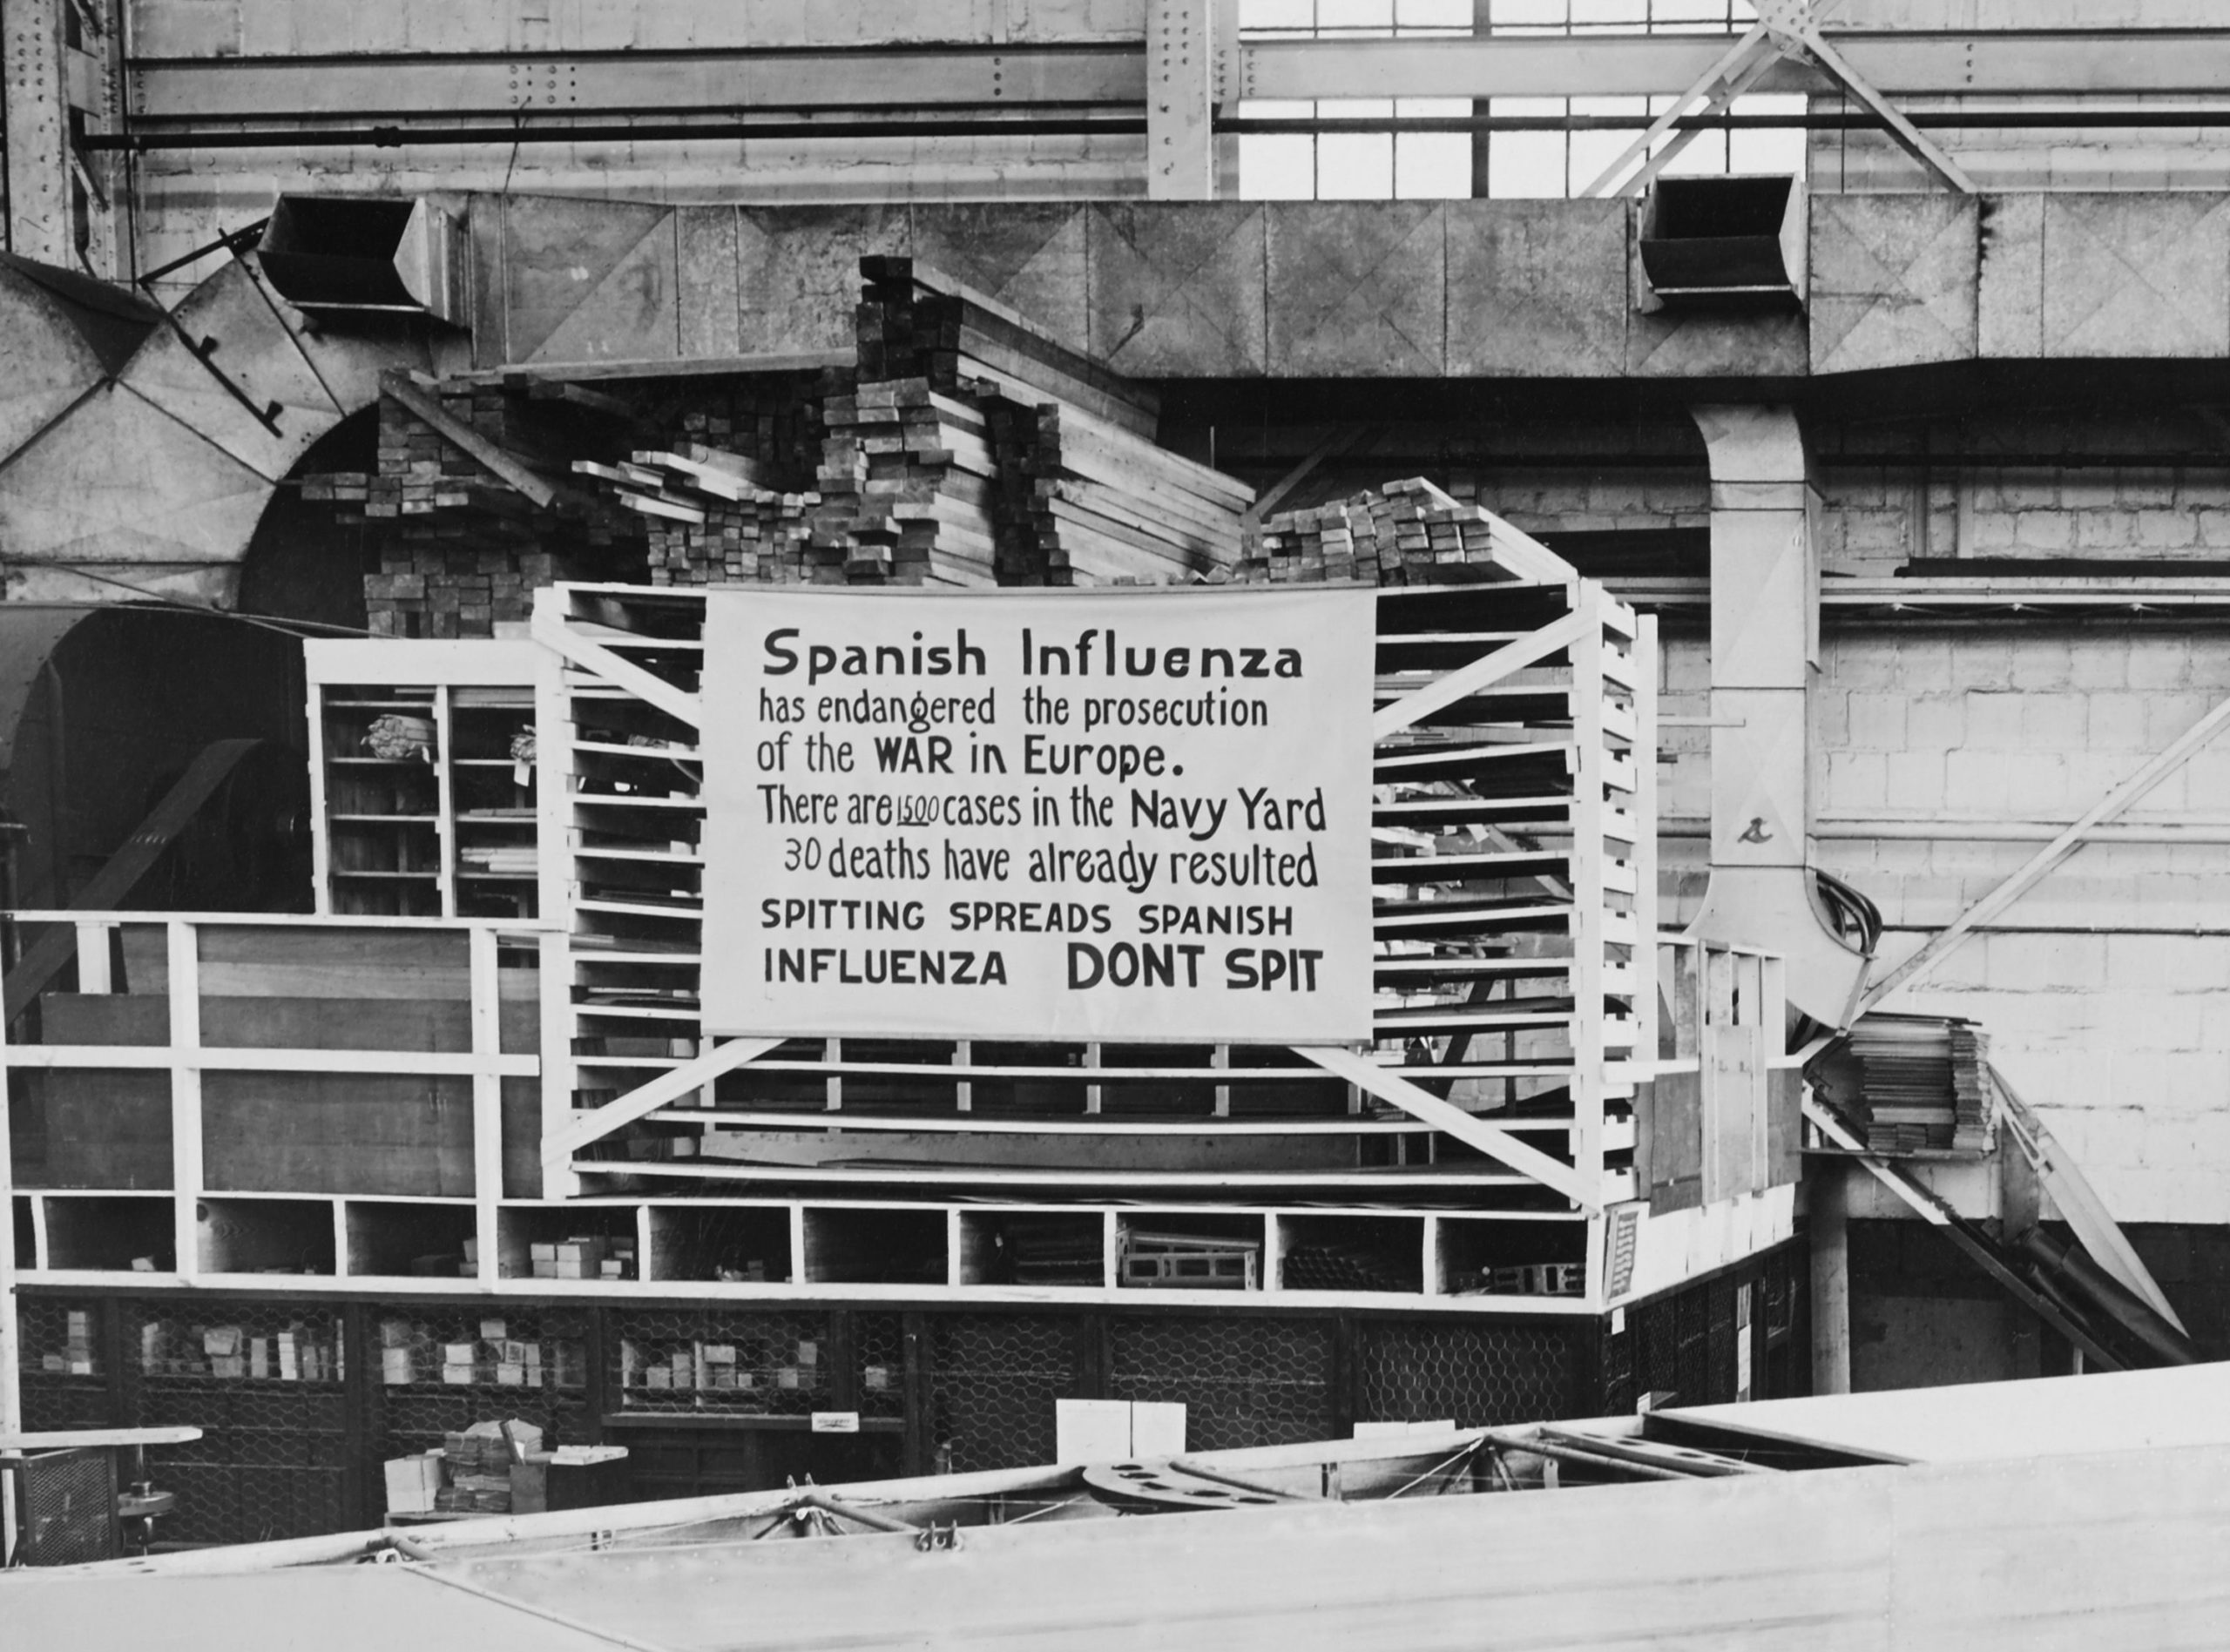 Spanish Influenza
has endangered the prosecution
of the WAR in Europe.
There are 1500 cases in the Navy Yard
30 deaths have already resulted
SPITTING SPREADS SPANISH
INFLUENZA DONT SPIT